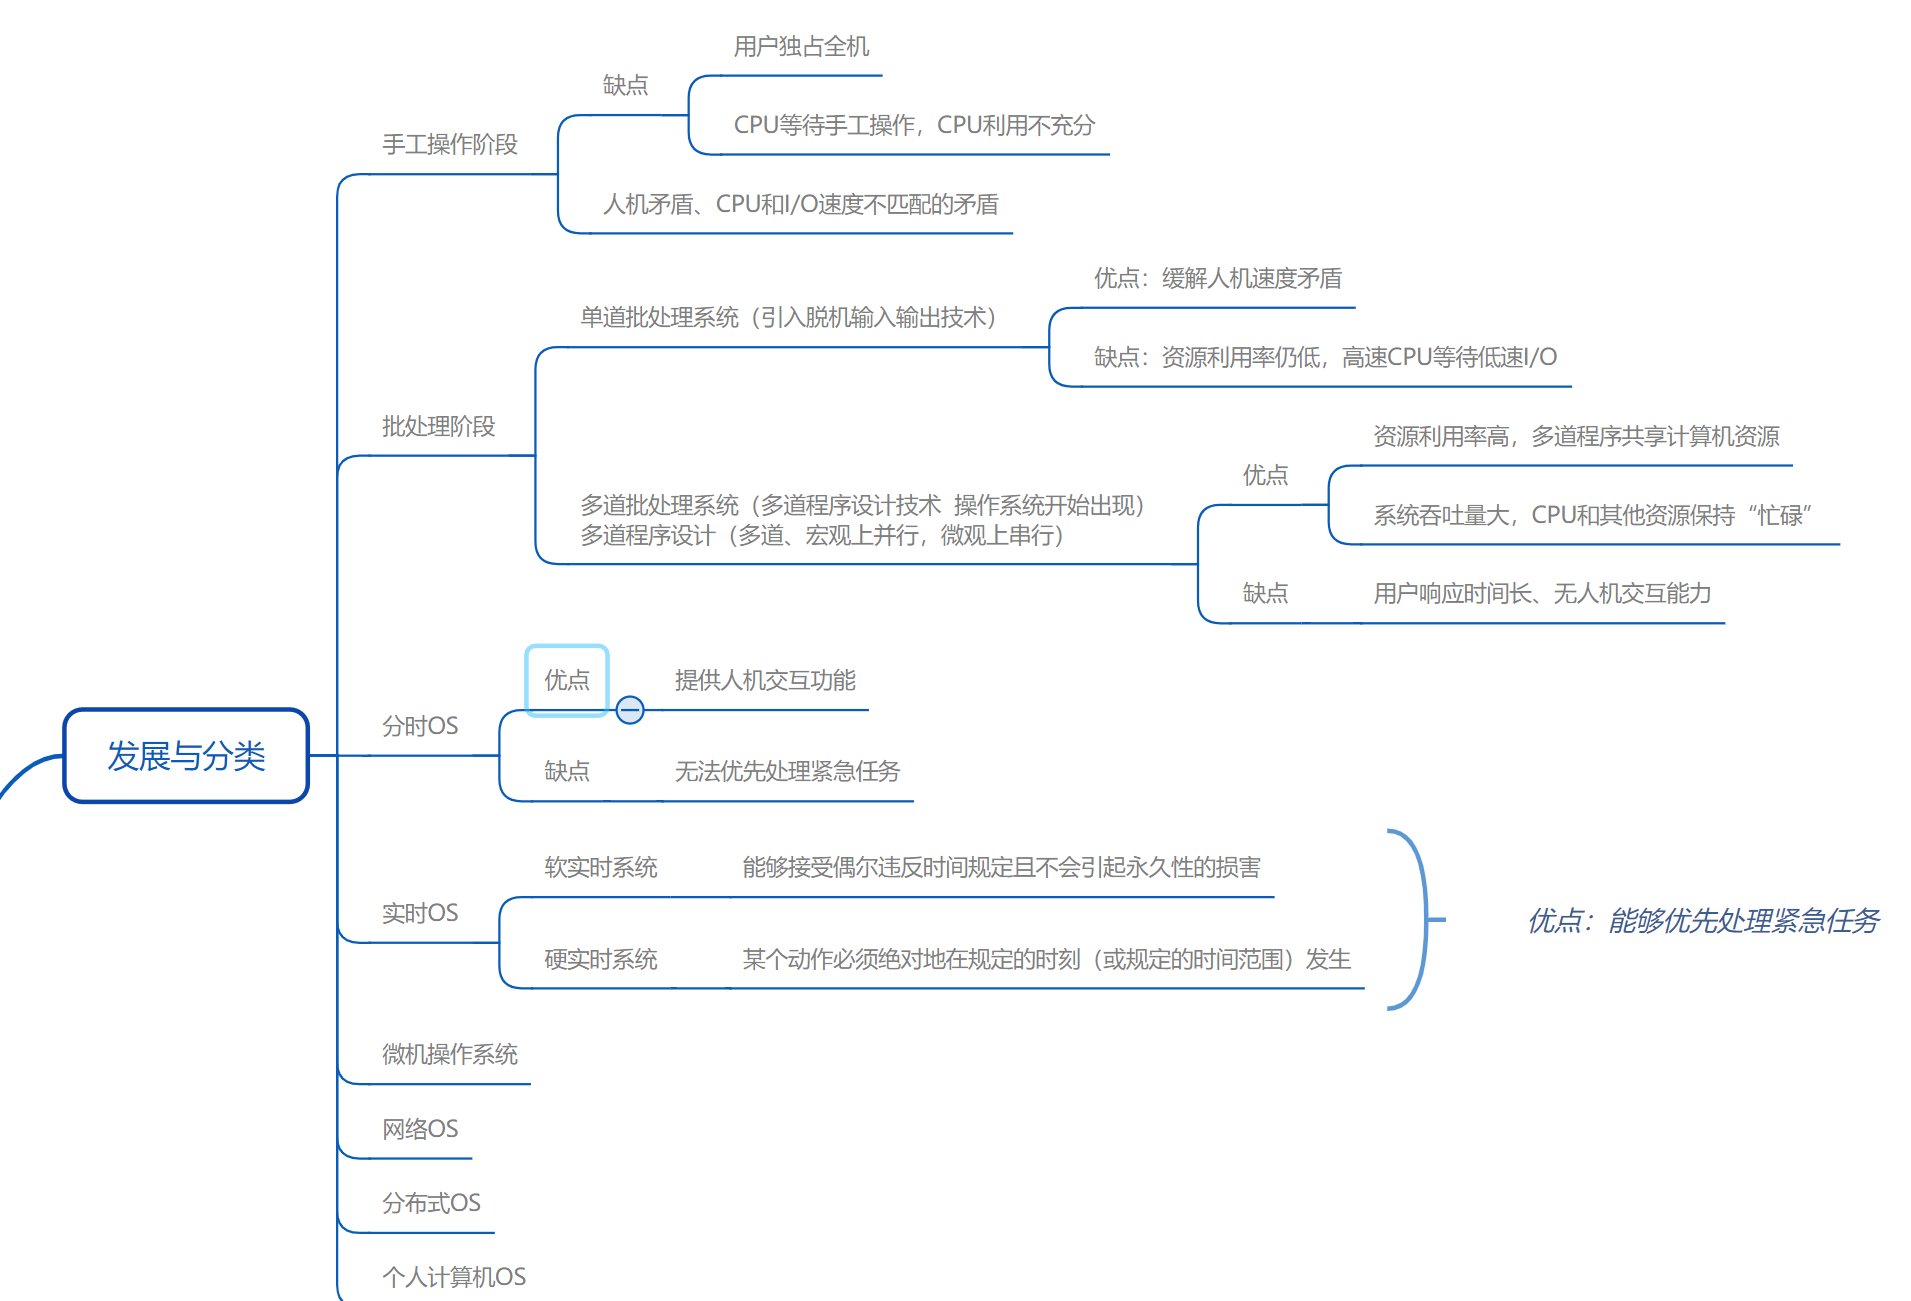 发展与分类
手工操作阶段
缺点
用户独占全机
CPU等待手工操作，CPU利用不充分
人机矛盾、CPU和I/O速度不匹配的矛盾
批处理阶段
单道批处理系统（引入脱机输入输出技术）
优点：缓解人机速度矛盾
缺点：资源利用率仍低，高速CPU等待低速I/O
多道批处理系统（多道程序设计技术 操作系统开始出现）
多道程序设计（多道、宏观上并行，微观上串行）
优点
资源利用率高，多道程序共享计算机资源
系统吞吐量大，CPU和其他资源保持“忙碌”
缺点
用户响应时间长、无人机交互能力
分时OS
优点
提供人机交互功能
缺点
无法优先处理紧急任务
实时OS
软实时系统
能够接受偶尔违反时间规定且不会引起永久性的损害
硬实时系统
某个动作必须绝对地在规定的时刻（或规定的时间范围）发生
优点：能够优先处理紧急任务
微机操作系统
网络OS
分布式OS
个人计算机OS